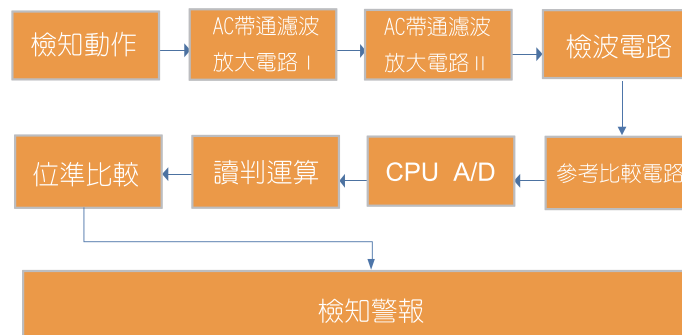 檢知動作
AC帶通濾波
放大電路 I
AC帶通濾波
放大電路 II
檢波電路
參考比較電路
CPU A/D
讀判運算
位準比較
檢知警報